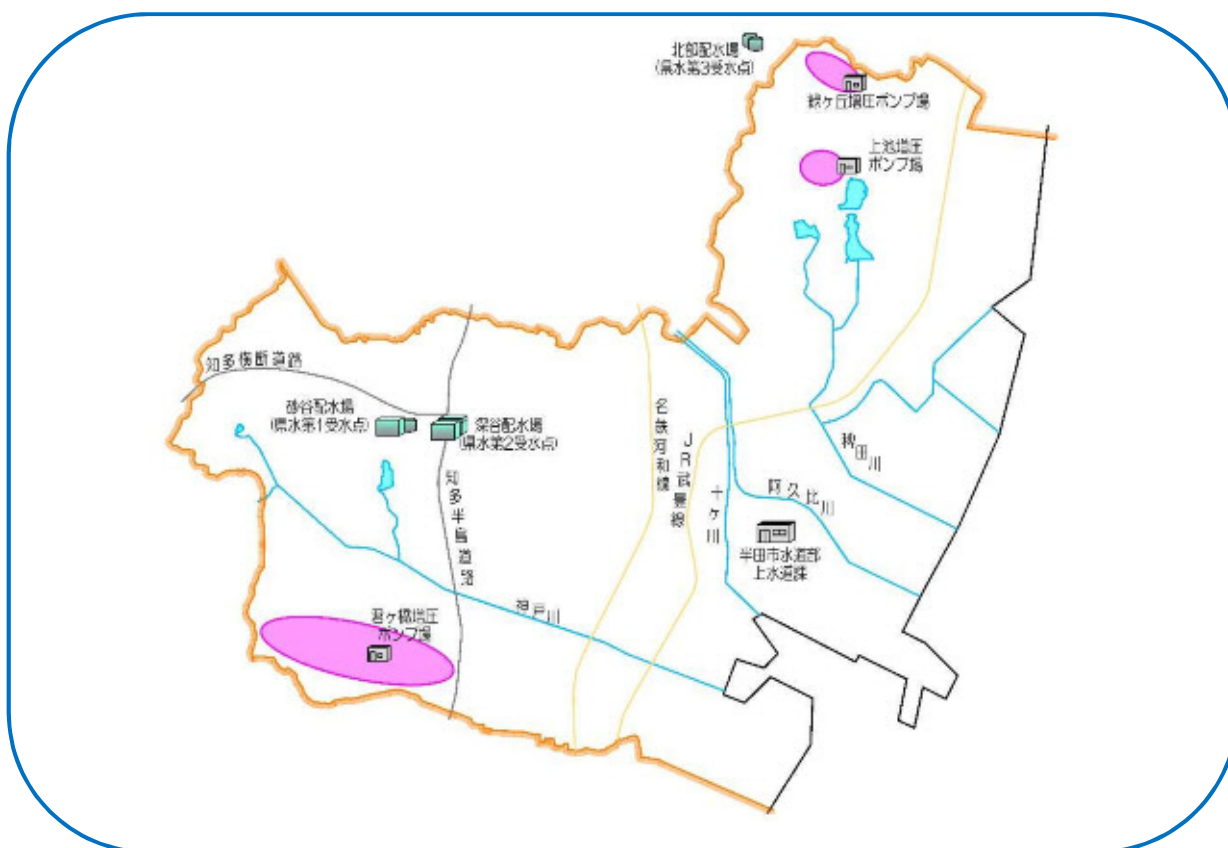 北部配水場
(県水第3受水点)
緑ヶ丘増圧ポンプ場
上池増圧
ポンプ場
知多横断道路
砂谷配水場
(県水第1受水点)
深谷配水場
(県水第2受水点)
知多半島道路
名鉄河和線
JR武豊線
十ヶ川
阿久比川
稗田川
半田市水道部
上水道課
神戸川
ポンプ場